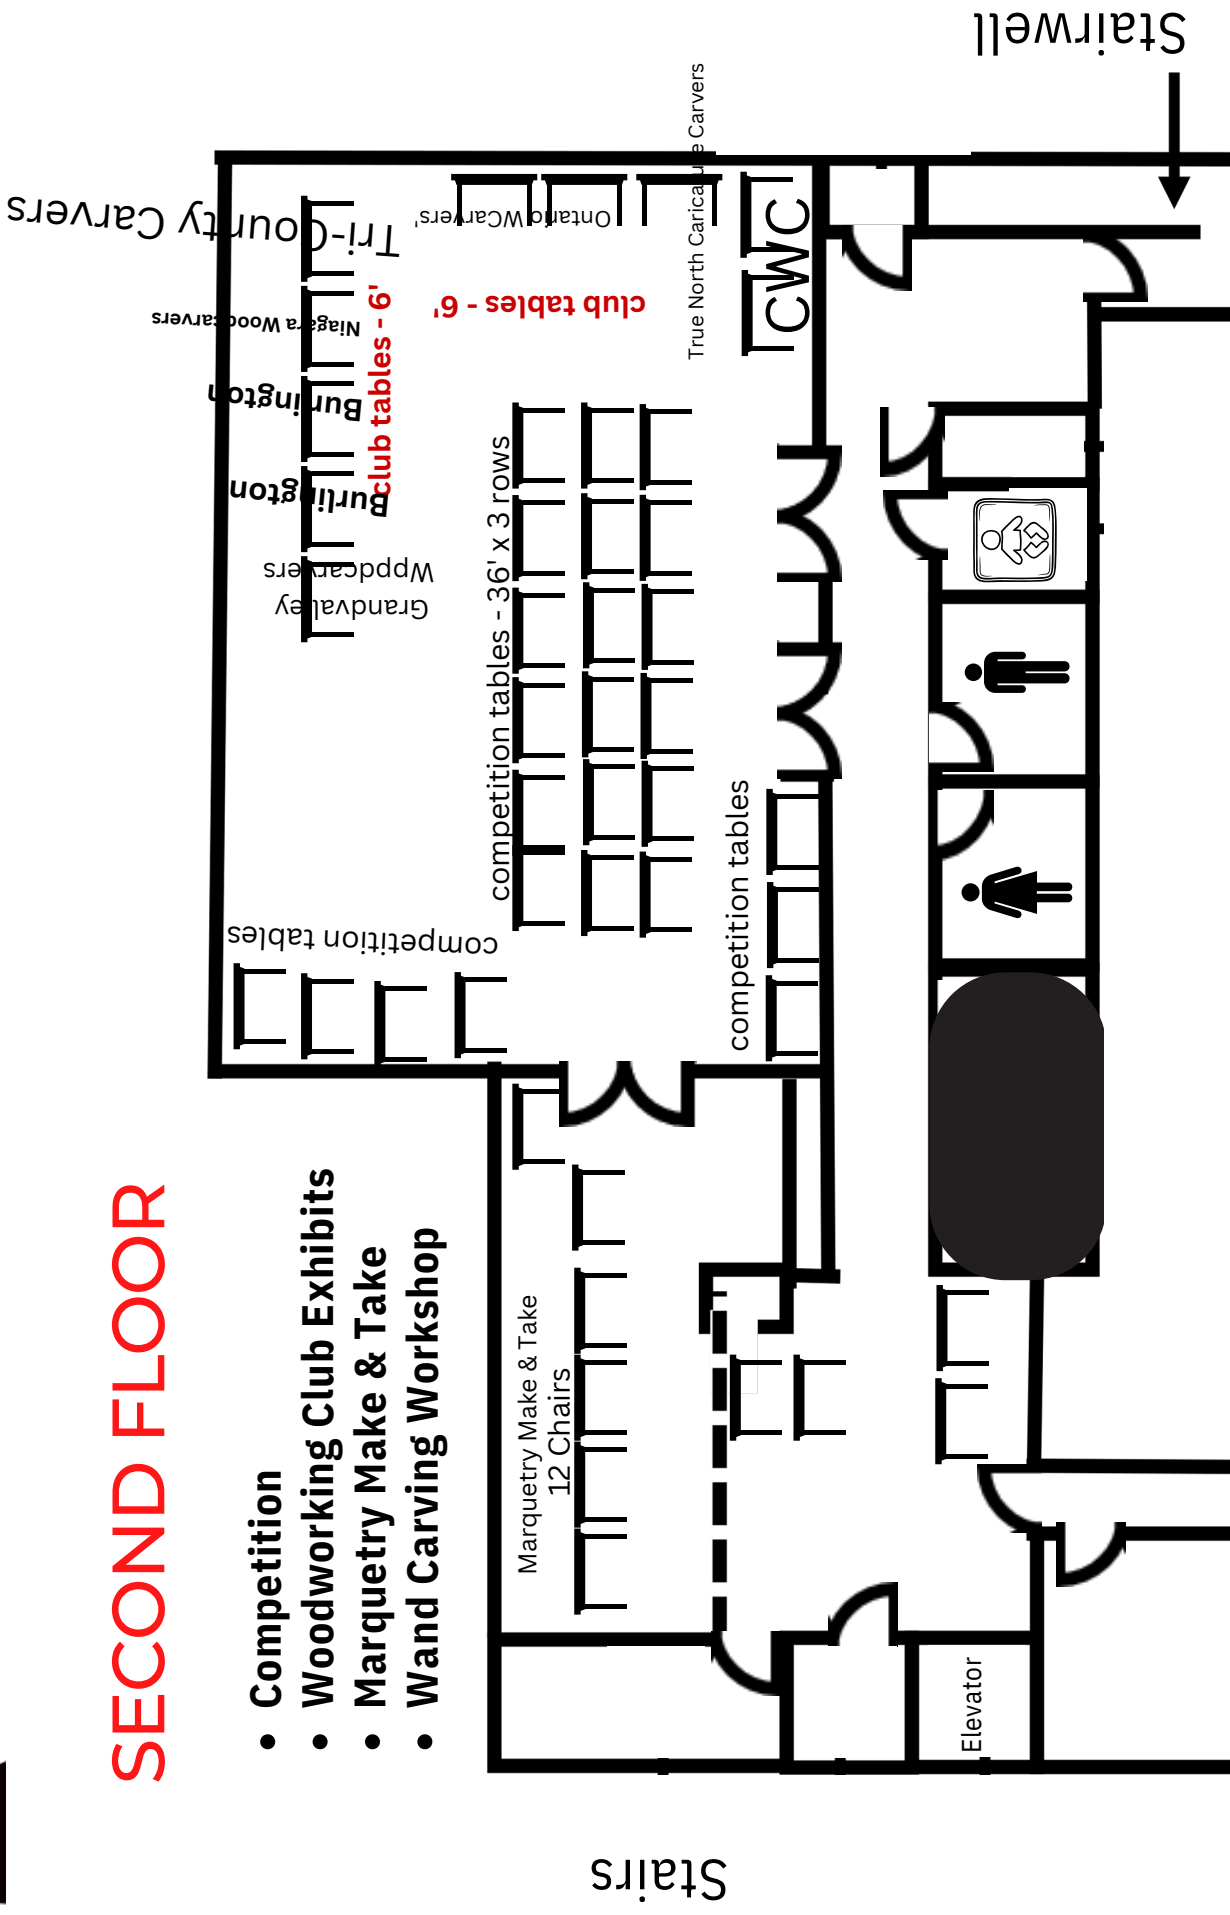 SECOND FLOOR
• Competition
• Woodworking Club Exhibits
• Marquetry Make & Take
• Wand Carving Workshop
Stairwell
Tri-County Carvers
Niagara Woodcarvers
Burlington
Burlington
Grandvalley
Wppdcarvers
club tables - 6'
Ontario WCarvers'
club tables - 6'
True North Caricature Carvers
CWC
competition tables - 36' x 3 rows
competition tables
competition tables
Marquetry Make & Take
12 Chairs
Elevator
Stairs